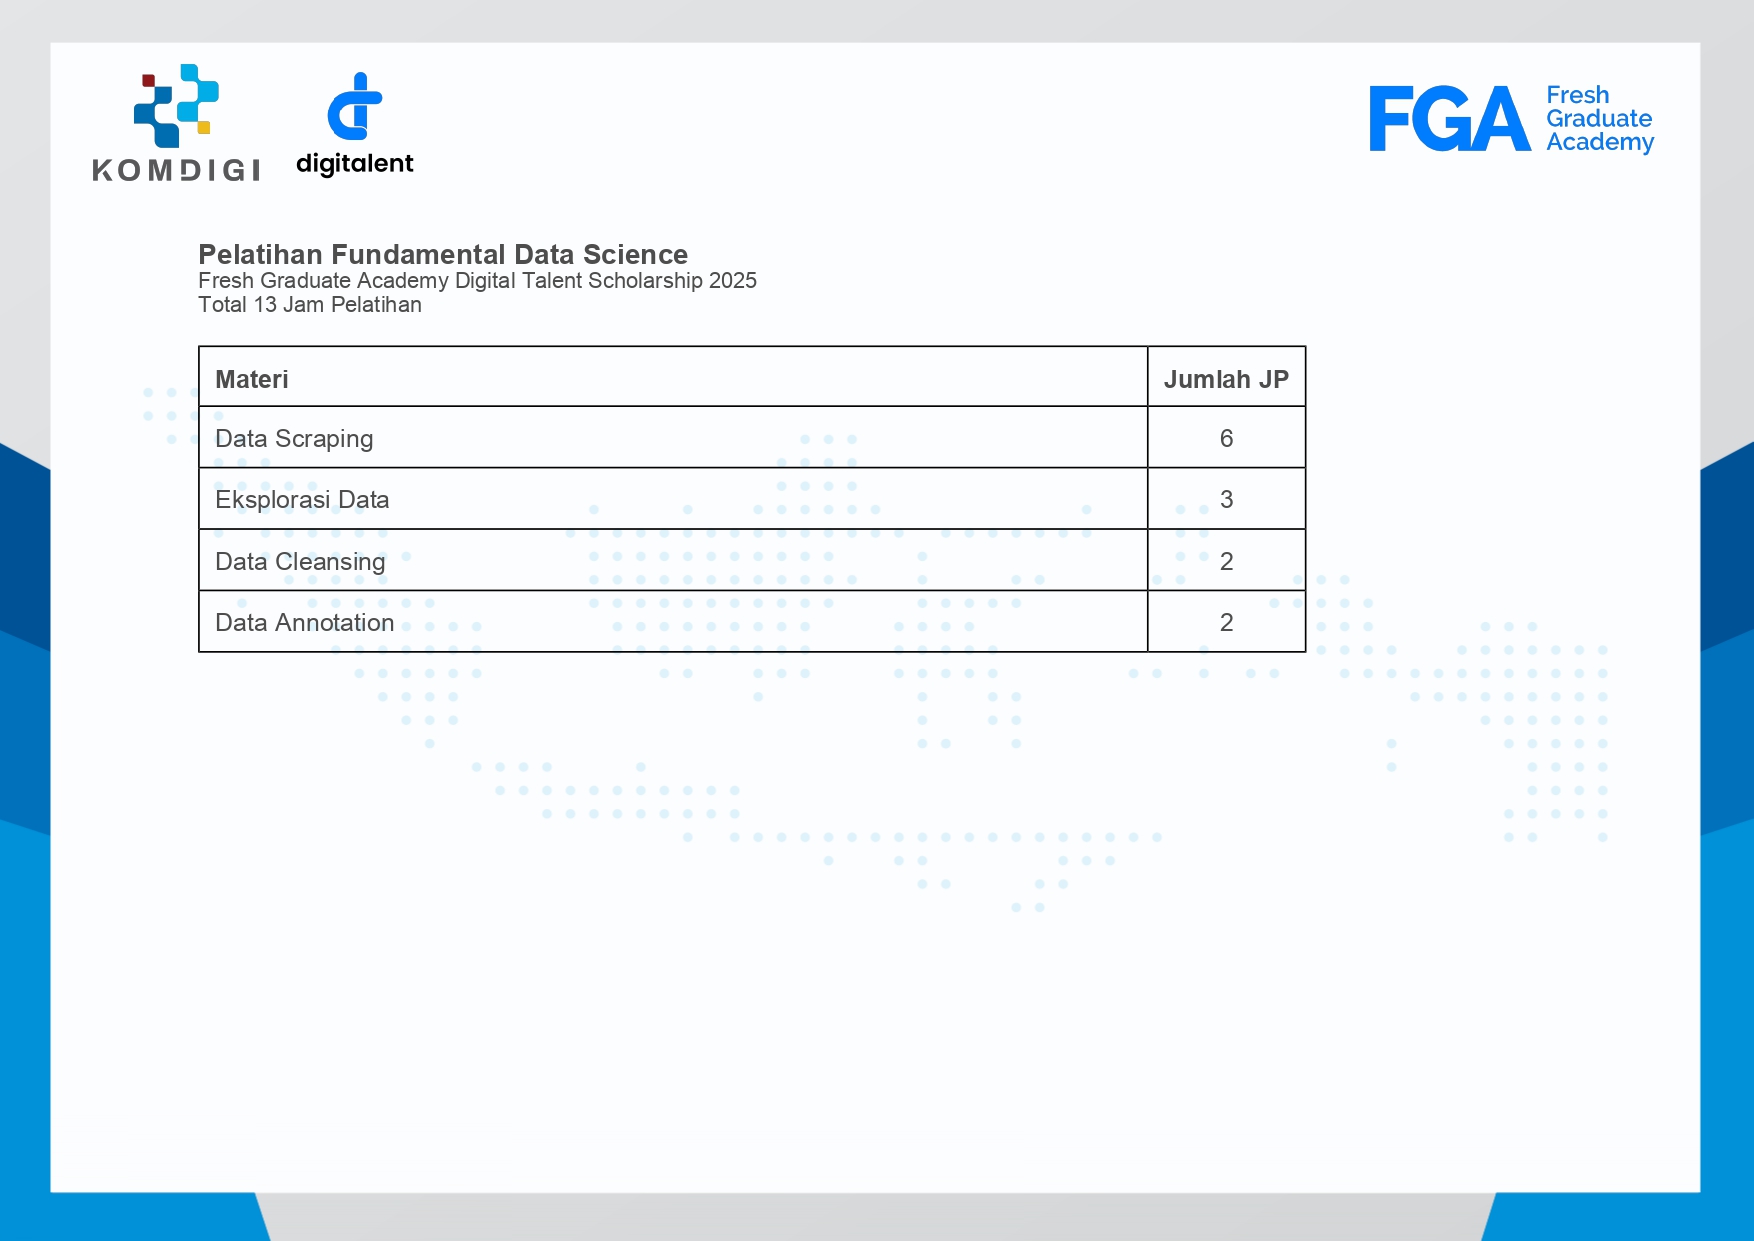 KOMDIGI
digitalent
FGA
Fresh
Graduate
Academy
Pelatihan Fundamental Data Science
Fresh Graduate Academy Digital Talent Scholarship 2025
Total 13 Jam Pelatihan
Materi Jumlah JP
Data Scraping 6
Eksplorasi Data 3
Data Cleansing 2
Data Annotation 2